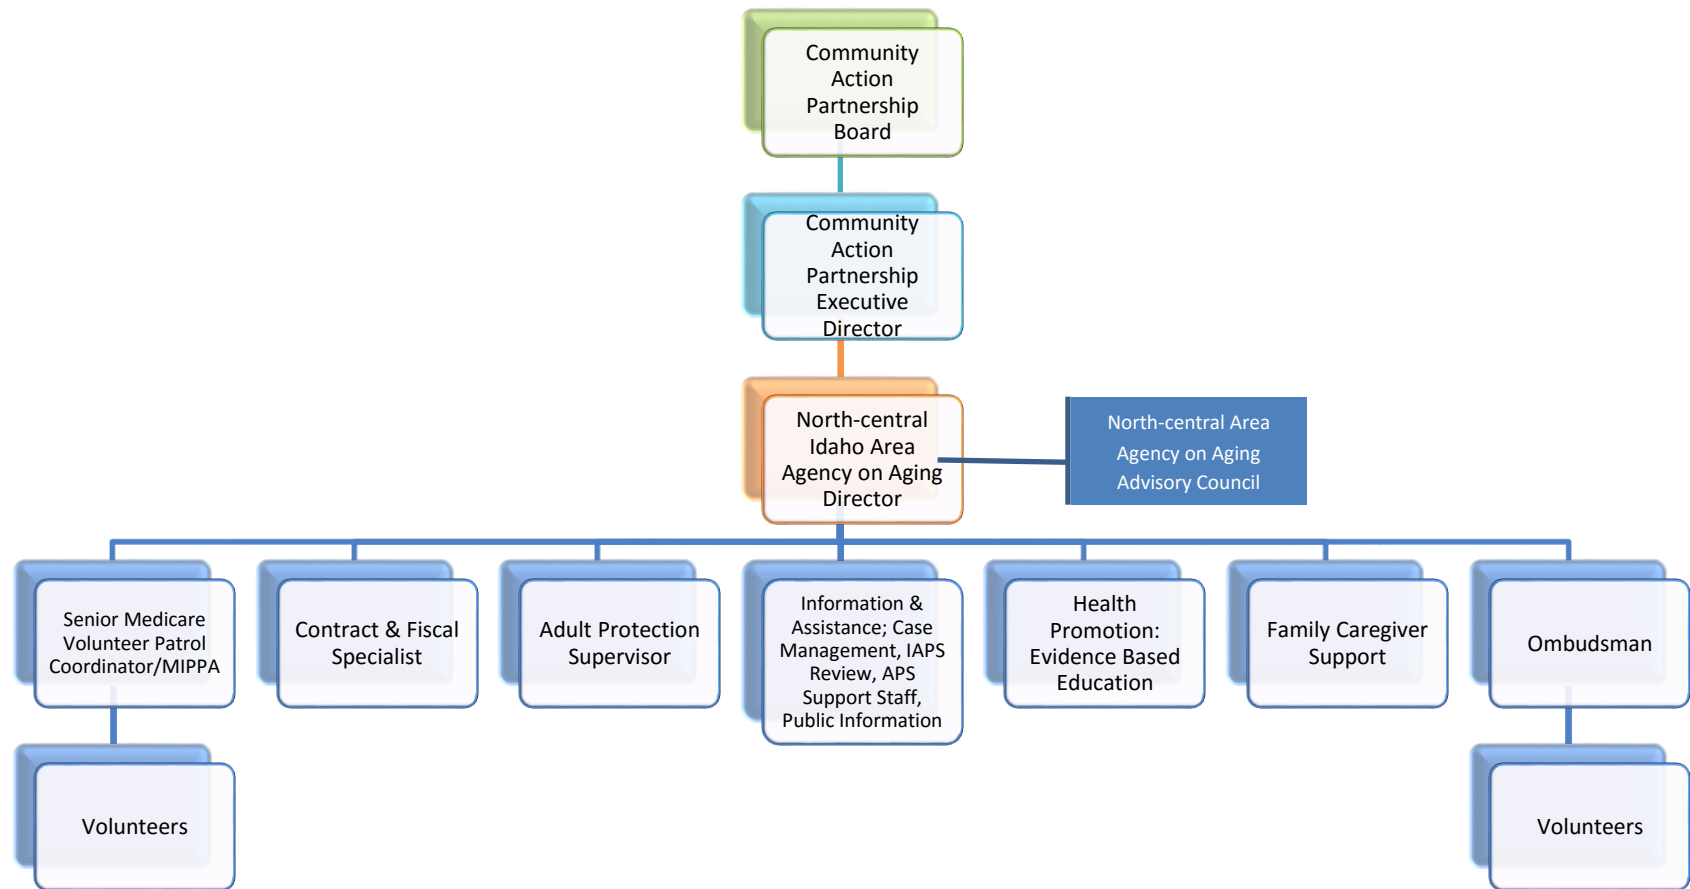 Community
Action
Partnership
Board
Community
Action
Partnership
Executive
Director
North-central
Idaho Area
Agency on Aging
Director
North-central Area
Agency on Aging
Advisory Council
Senior Medicare
Volunteer Patrol
Coordinator/MIPPA
Contract & Fiscal
Specialist
Adult Protection
Supervisor
Information &
Assistance; Case
Management, IAPS
Review, APS
Support Staff,
Public Information
Health
Promotion:
Evidence Based
Education
Family Caregiver
Support
Ombudsman
Volunteers
Volunteers